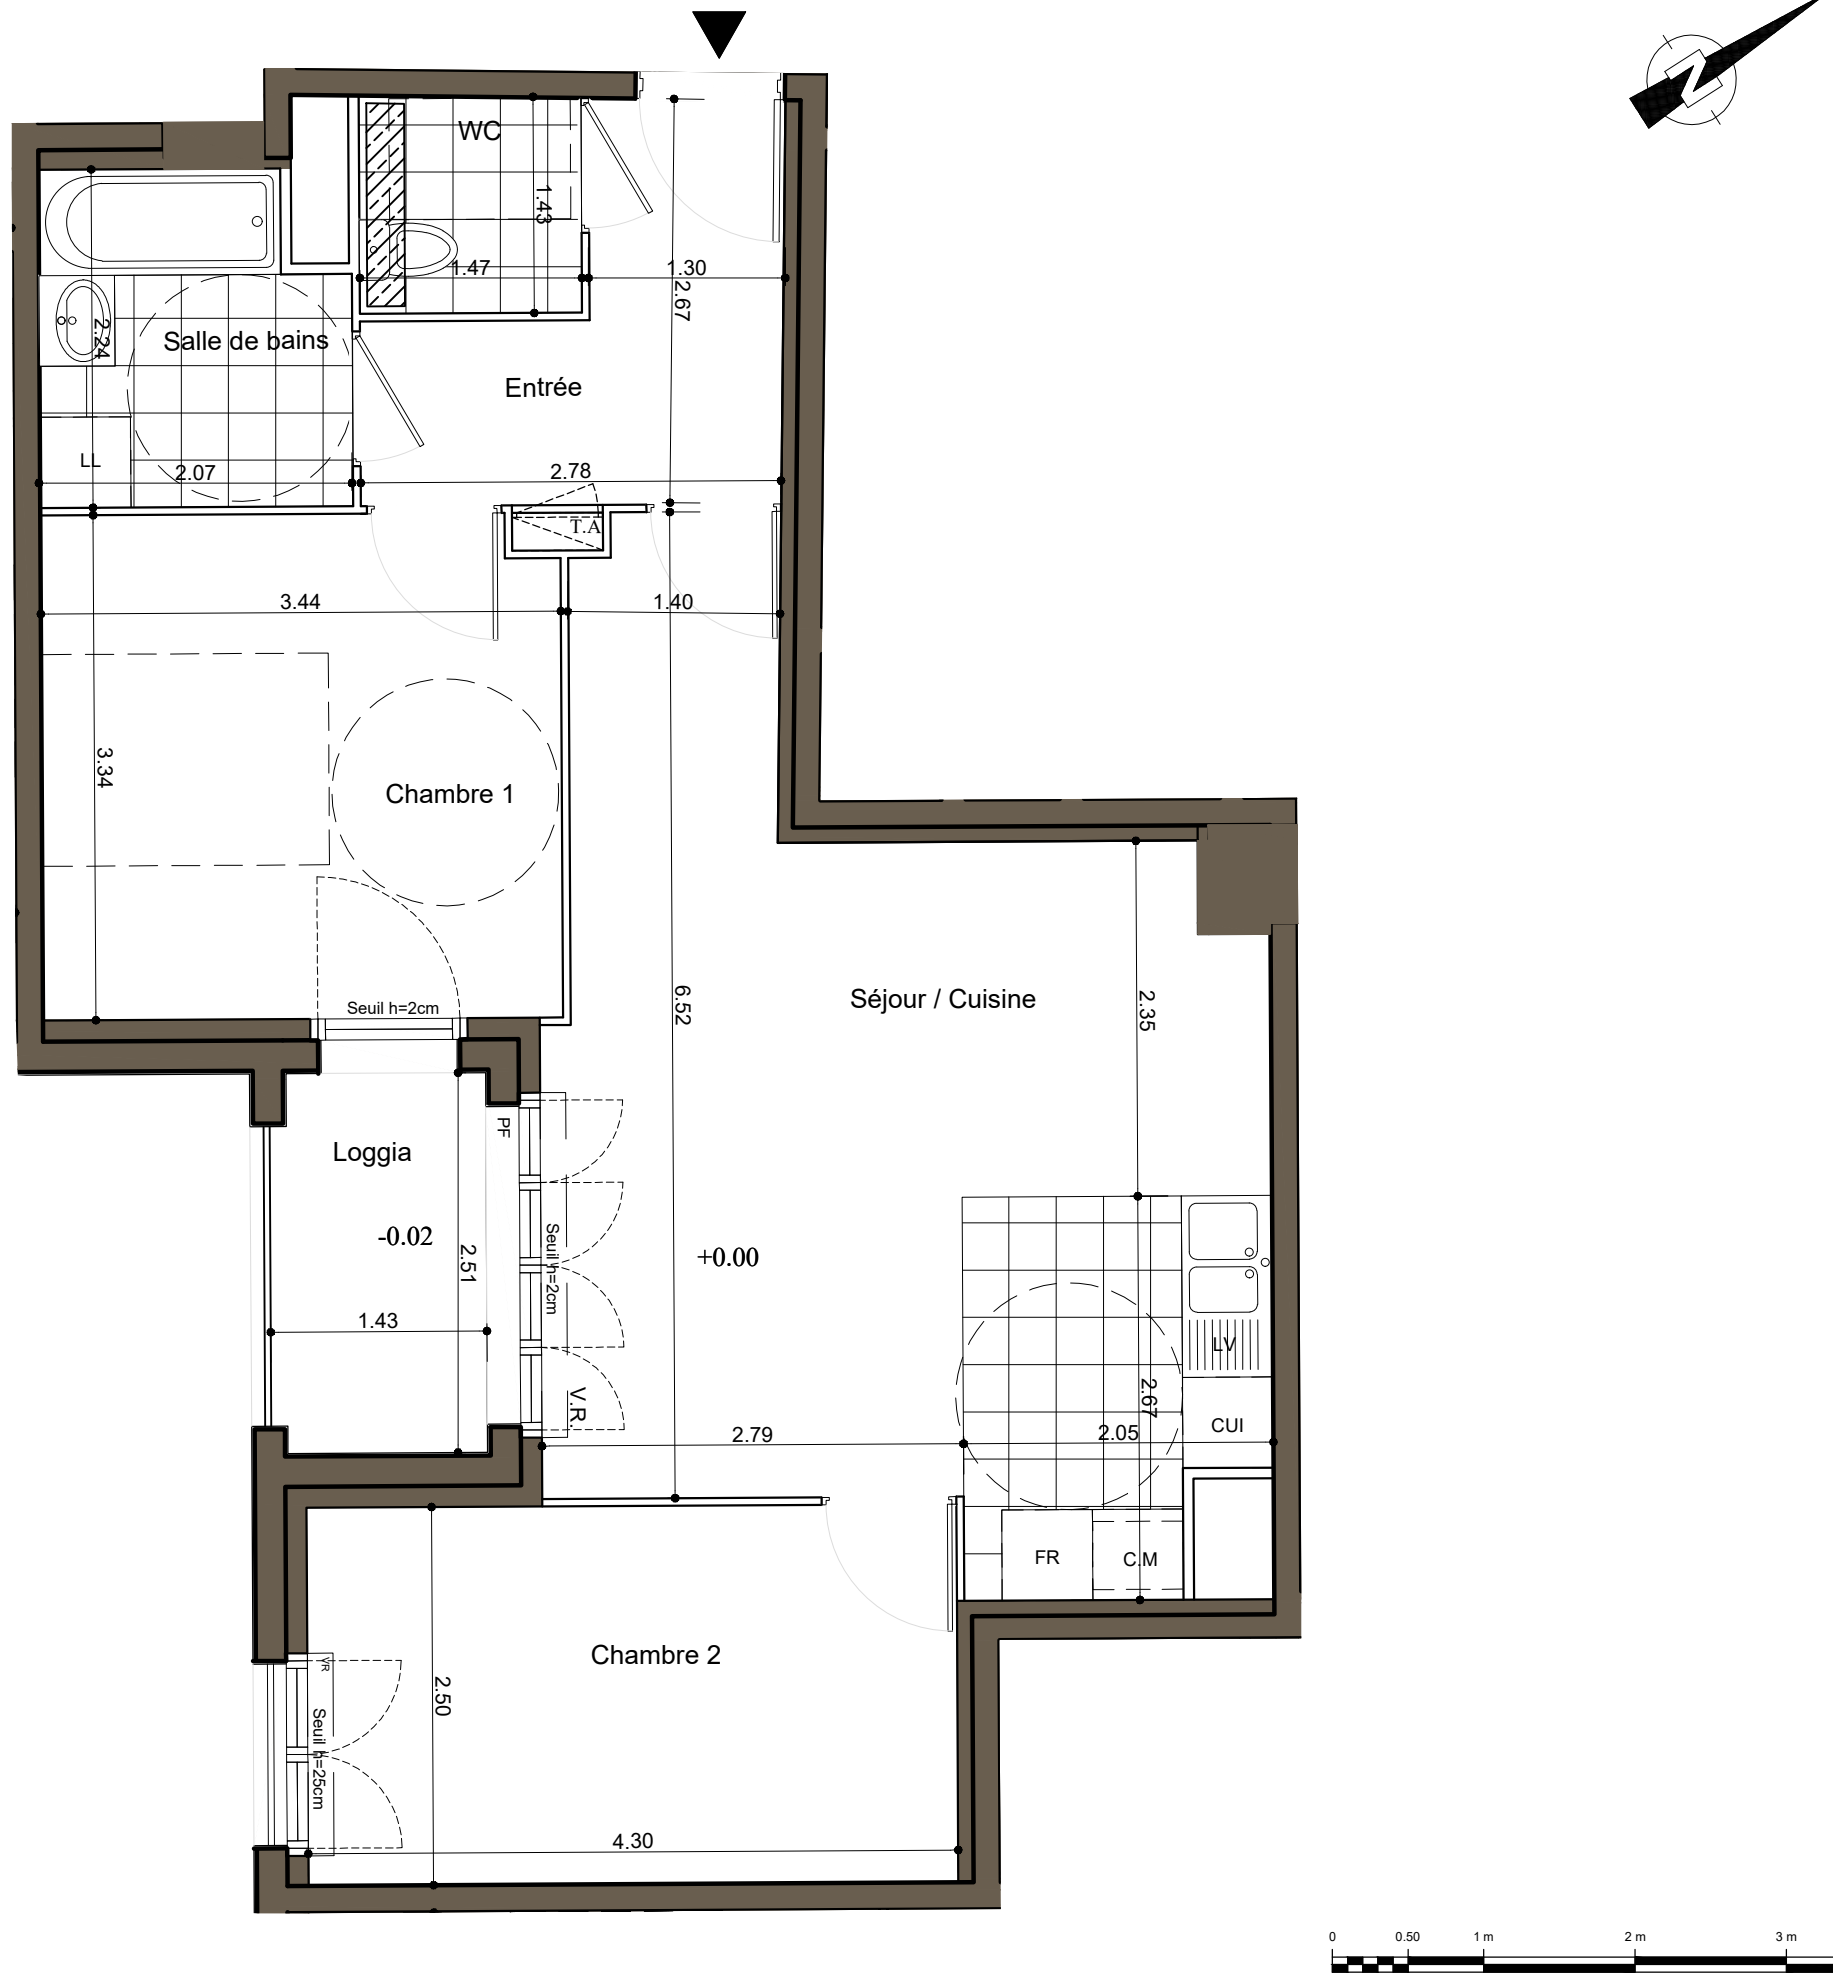 N
WC
1.43
1.47
1.30
2.67
2.24
Salle de bains
Entrée
LL
2.07
2.78
T.A
3.44
1.40
3.34
Chambre 1
Séjour / Cuisine
6.52
2.35
Seuil h=2cm
PF
Loggia
-0.02
2.51
Seuil h=2cm
+0.00
1.43
LV
2.67
V.R.
CUI
2.79
2.05
FR
C.M
Chambre 2
VR
2.50
Seuil h=25cm
4.30
0
0.50
1 m
2 m
3 m